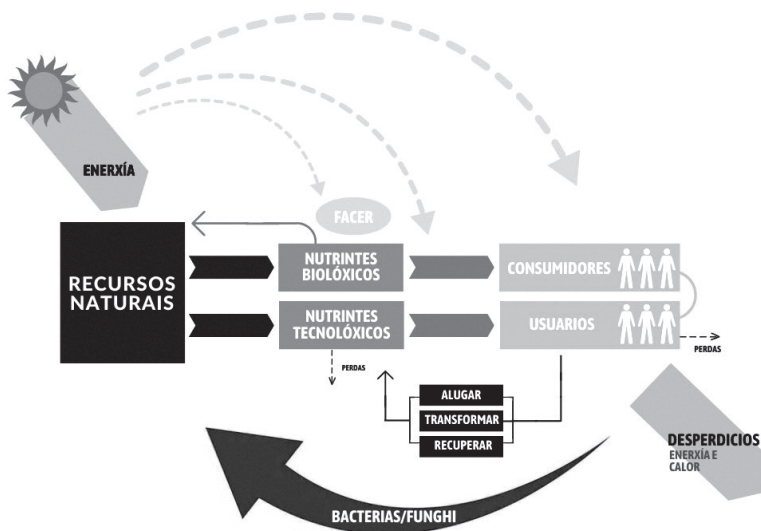 ENERXÍA
FACER
RECURSOS
NATURAIS
NUTRINTES
BIOLÓXICOS
CONSUMIDORES
NUTRINTES
TECNOLÓXICOS
USUARIOS
PERDAS
PERDAS
ALUGAR
TRANSFORMAR
RECUPERAR
DESPERDICIOS
ENERXÍA E
CALOR
BACTERIAS/FUNGHI